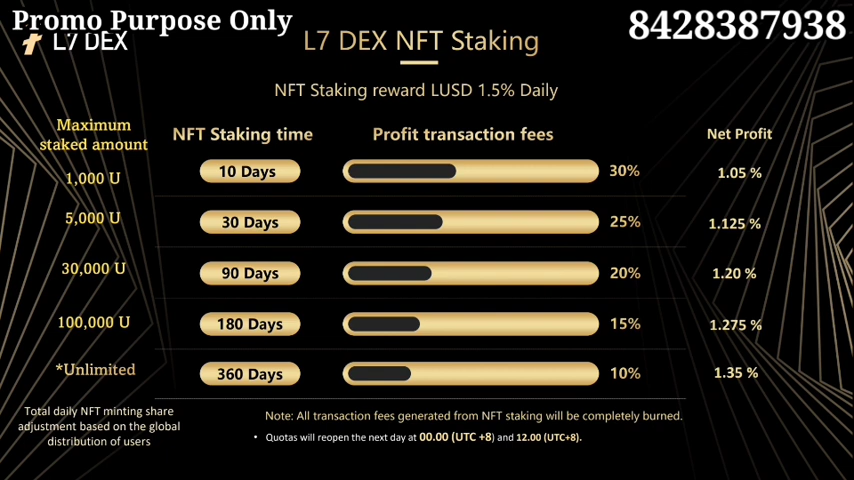 Promo Purpose Only
8428387938
L7 DEX
L7 DEX NFT Staking
NFT Staking reward LUSD 1.5% Daily
Maximum
staked amount
NFT Staking time
Profit transaction fees
Net Profit
1,000 U
10 Days
30%
1.05 %
5,000 U
30 Days
25%
1.125 %
30,000 U
90 Days
20%
1.20 %
100,000 U
180 Days
15%
1.275 %
*Unlimited
360 Days
10%
1.35 %
Total daily NFT minting share
adjustment based on the global
distribution of users
Note: All transaction fees generated from NFT staking will be completely burned.
• Quotas will reopen the next day at 00.00 (UTC +8) and 12.00 (UTC+8).